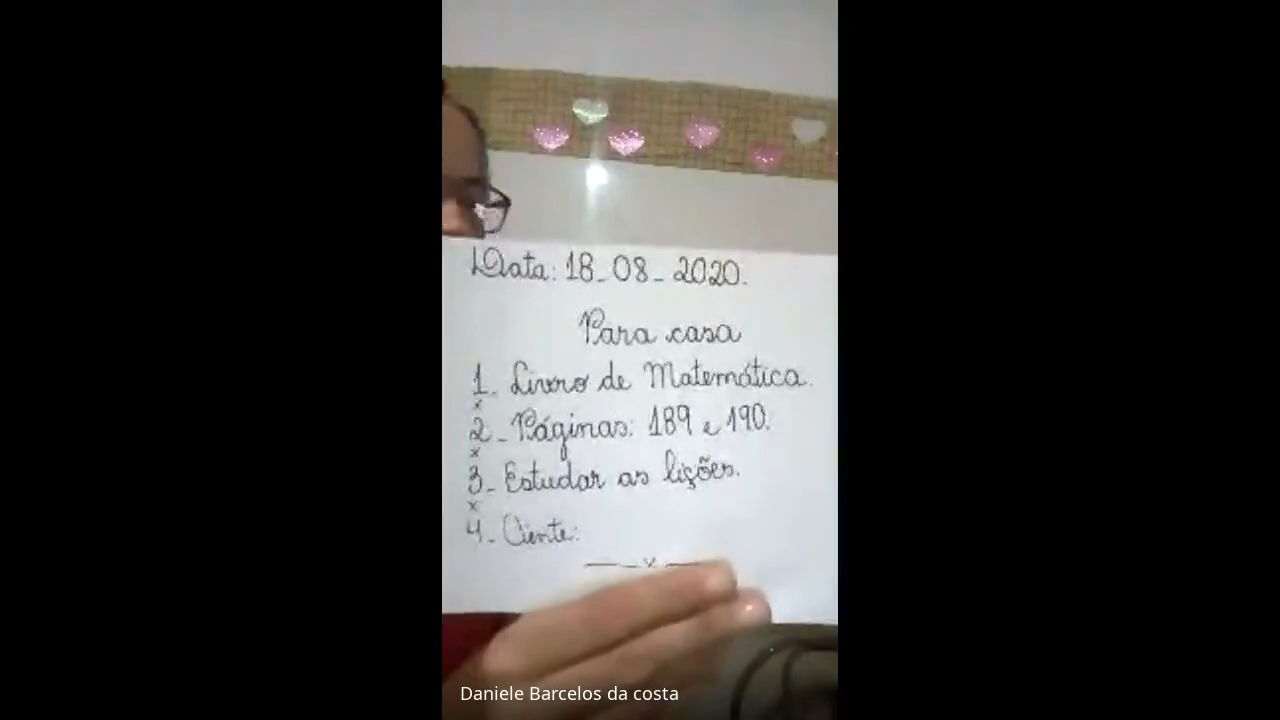 Data: 18-08-2020.
Para casa
1- Livro de Matemática.
x
2- Páginas: 189 e 190.
x
3- Estudar as lições.
x
4- Ciente:
——x——
Daniele Barcelos da costa